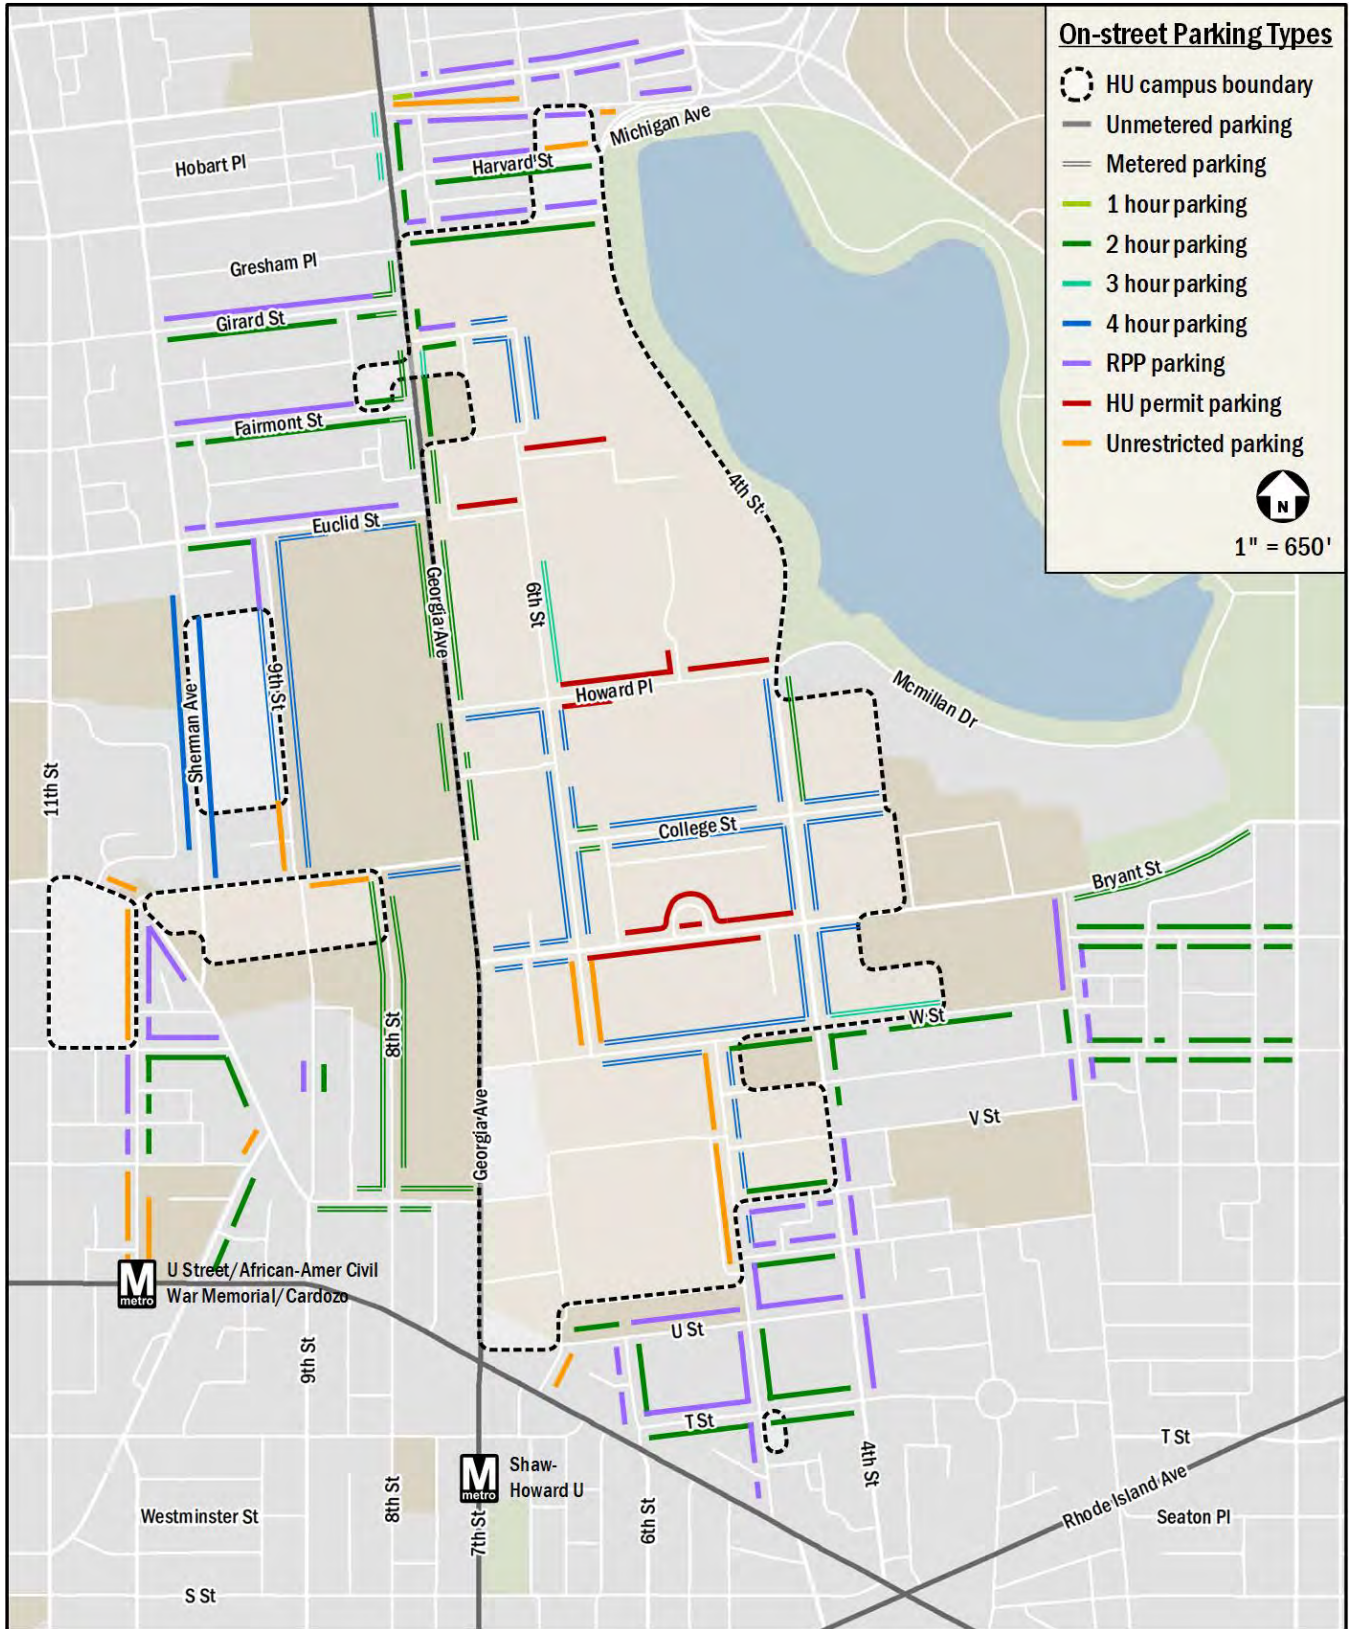 On-street Parking Types
HU campus boundary
Unmetered parking
Metered parking
1 hour parking
2 hour parking
3 hour parking
4 hour parking
RPP parking
HU permit parking
Unrestricted parking
N
1" = 650'
Michigan Ave
Hobart Pl
Harvard St
Gresham Pl
Girard St
Fairmont St
4th St
Euclid St
Georgia Ave
6th St
9th St
Howard Pl
Mcmillan Dr
Sherman Ave
11th St
College St
Bryant St
W St
8th St
Georgia Ave
V St
M
metro
U Street/African-Amer Civil
War Memorial/Cardozo
U St
9th St
T St
T St
4th St
M
metro
Shaw-
Howard U
8th St
7th St
6th St
Rhode Island Ave
Westminster St
Seaton Pl
S St